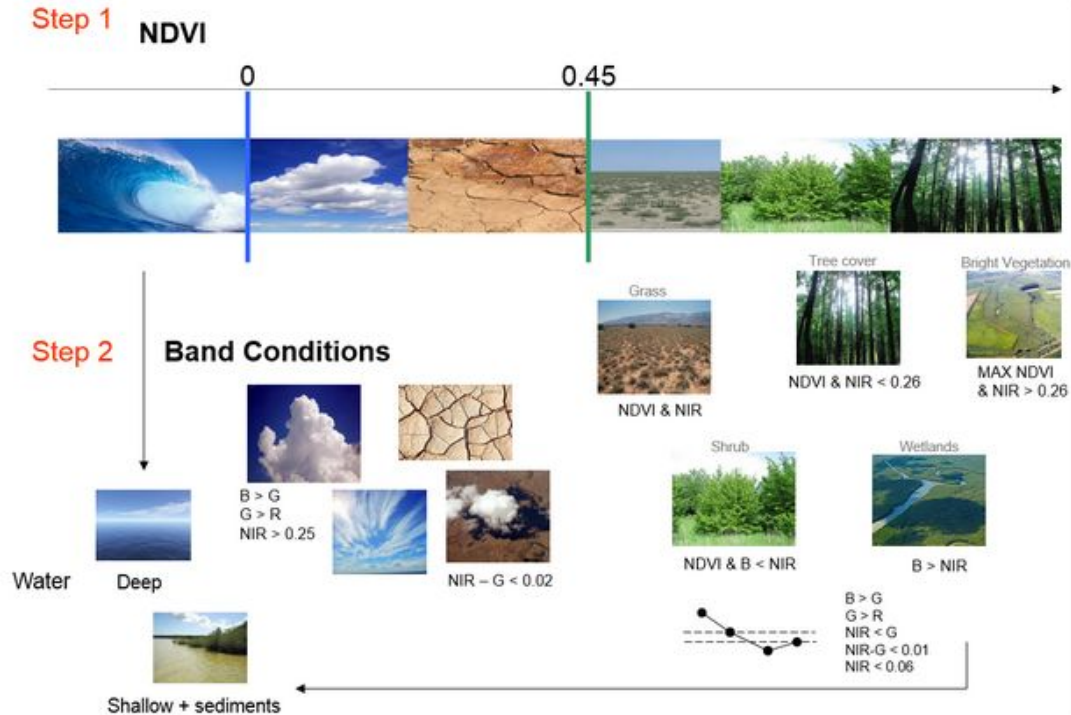 Step 1
NDVI
0
0.45
Tree cover
Bright Vegetation
Grass
Step 2
Band Conditions
NDVI & NIR < 0.26
MAX NDVI
& NIR > 0.26
NDVI & NIR
Shrub
Wetlands
B > G
G > R
NIR > 0.25
NDVI & B < NIR
B > NIR
Water
Deep
NIR – G < 0.02
B > G
G > R
NIR < G
NIR-G < 0.01
NIR < 0.06
Shallow + sediments